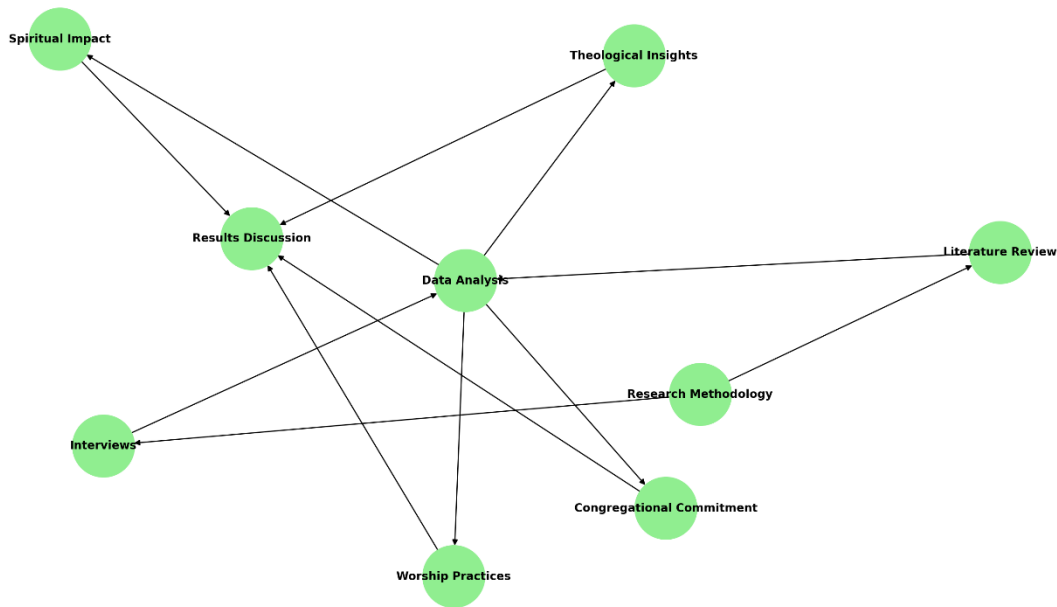 Spiritual Impact
Theological Insights
Results Discussion
Literature Review
Data Analysis
Research Methodology
Interviews
Congregational Commitment
Worship Practices